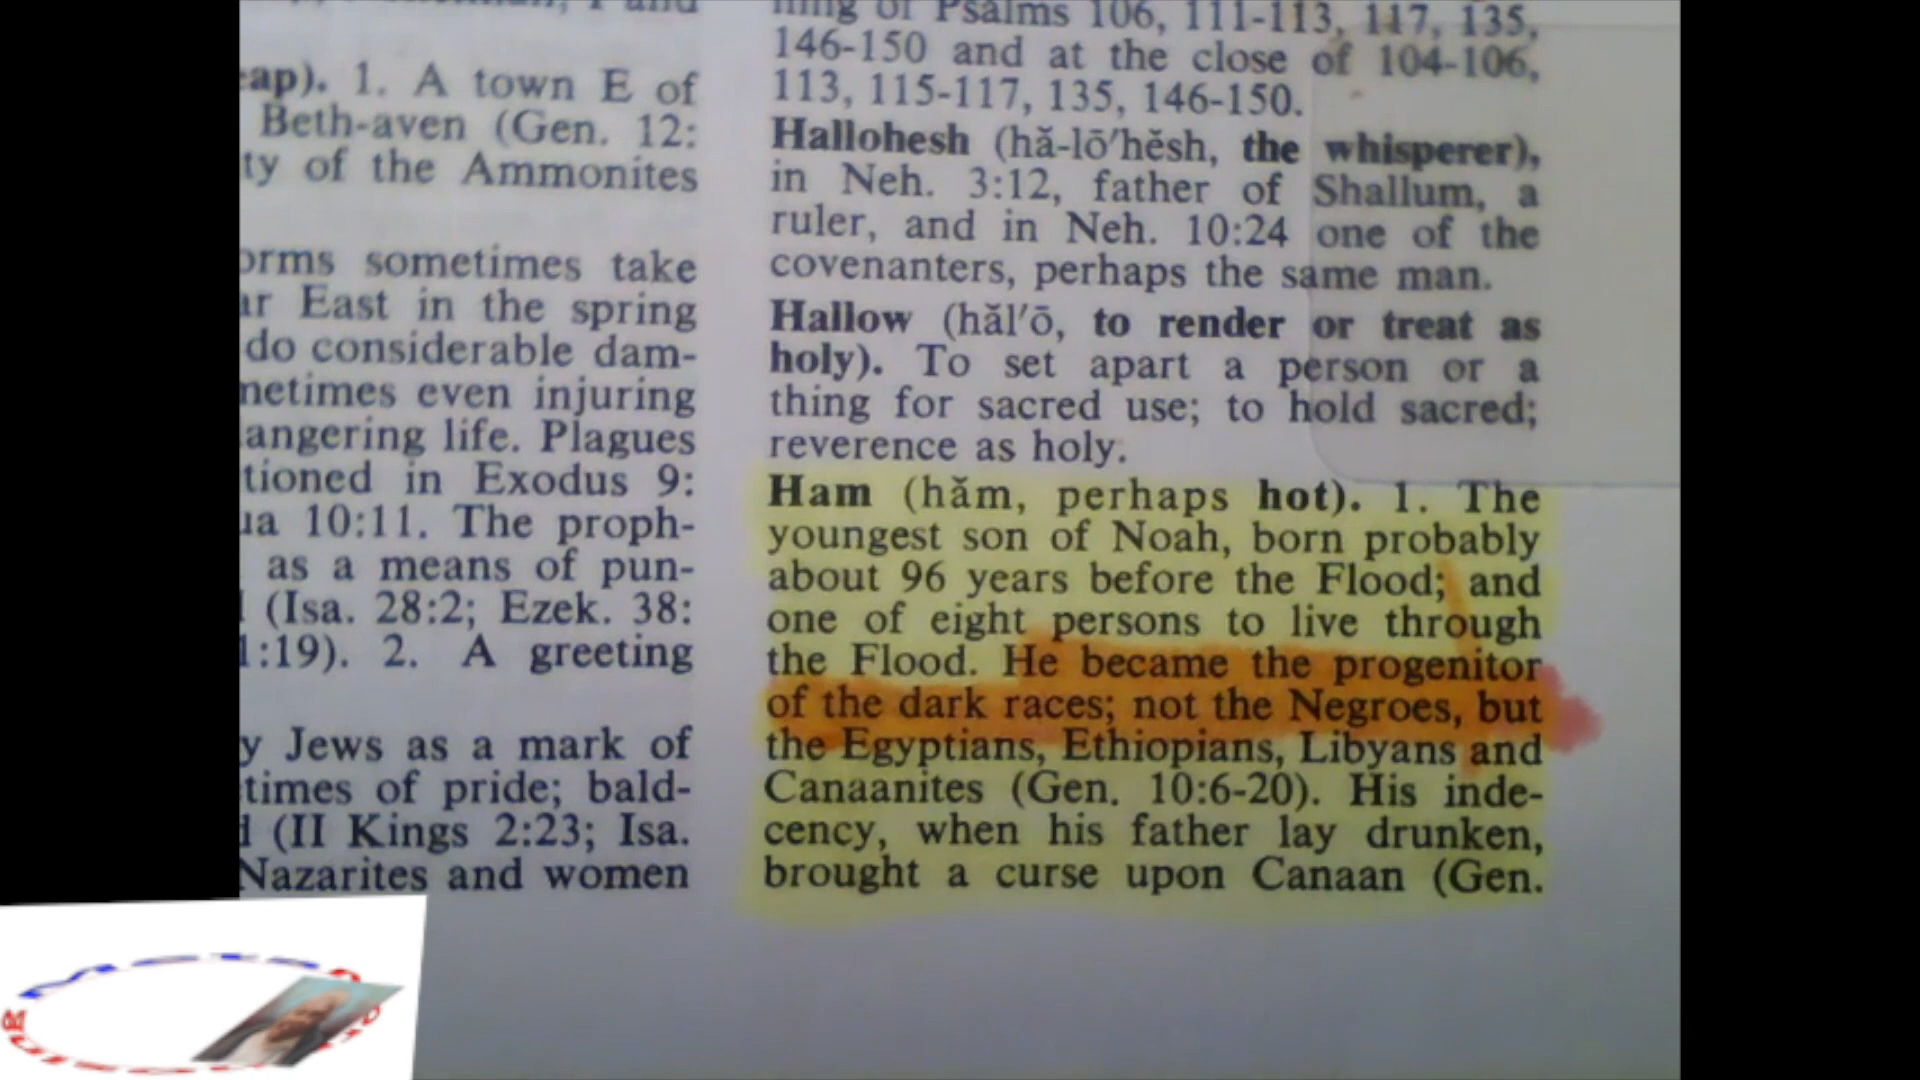 ap). 1. A town E of
Beth-aven (Gen. 12:
ty of the Ammonites
orms sometimes take
ar East in the spring
do considerable dam-
metimes even injuring
angering life. Plagues
tioned in Exodus 9:
ua 10:11. The proph-
as a means of pun-
(Isa. 28:2; Ezek. 38:
1:19). 2. A greeting
y Jews as a mark of
times of pride; bald-
(II Kings 2:23; Isa.
Nazarites and women
ning of Psalms 106, 111-113, 117, 135,
146-150 and at the close of 104-106,
113, 115-117, 135, 146-150.
Hallohesh (hă-lō′hĕsh, the whisperer),
in Neh. 3:12, father of Shallum, a
ruler, and in Neh. 10:24 one of the
covenanters, perhaps the same man.
Hallow (hăl′ō, to render or treat as
holy). To set apart a person or a
thing for sacred use; to hold sacred;
reverence as holy.
Ham (hăm, perhaps hot). 1. The
youngest son of Noah, born probably
about 96 years before the Flood; and
one of eight persons to live through
the Flood. He became the progenitor
of the dark races; not the Negroes, but
the Egyptians, Ethiopians, Libyans and
Canaanites (Gen. 10:6-20). His inde-
cency, when his father lay drunken,
brought a curse upon Canaan (Gen.